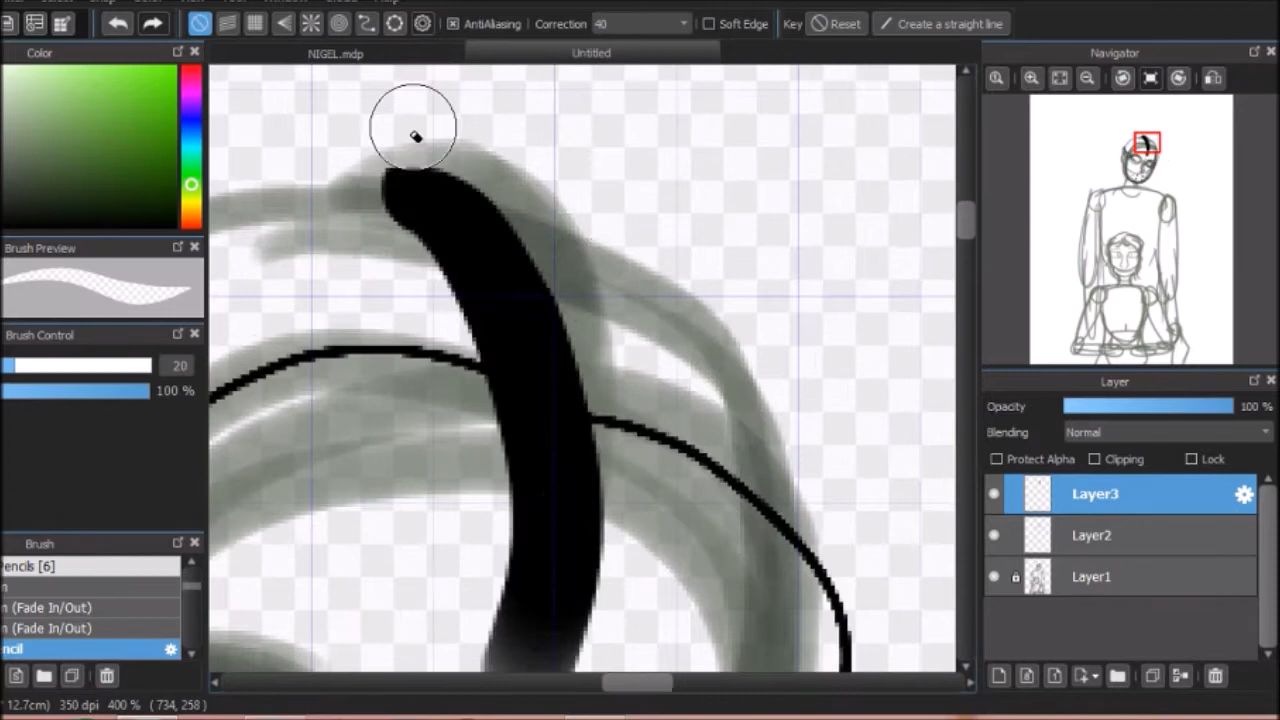 AntiAliasing Correction 40 Soft Edge Key Reset Create a straight line
Color
NIGEL.mdp Untitled
Navigator
Brush Preview
Brush Control
20
100 %
Layer
Opacity 100 %
Blending Normal
Protect Alpha Clipping Lock
Layer3
Layer2
Layer1
Brush
encils [6]
n
n (Fade In/Out)
n (Fade In/Out)
ncil
12.7cm) 350 dpi 400 % ( 734, 258 )